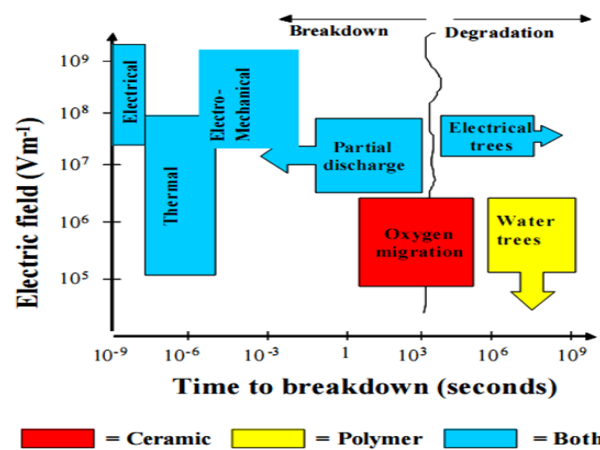 Breakdown
Degradation
Electric field (Vm-1)
10⁹
10⁸
10⁷
10⁶
10⁵
Electrical
Thermal
Electro-
Mechanical
Partial
discharge
Electrical
trees
Oxygen
migration
Water
trees
10⁻⁹
10⁻⁶
10⁻³
1
10³
10⁶
10⁹
Time to breakdown (seconds)
= Ceramic
= Polymer
= Both